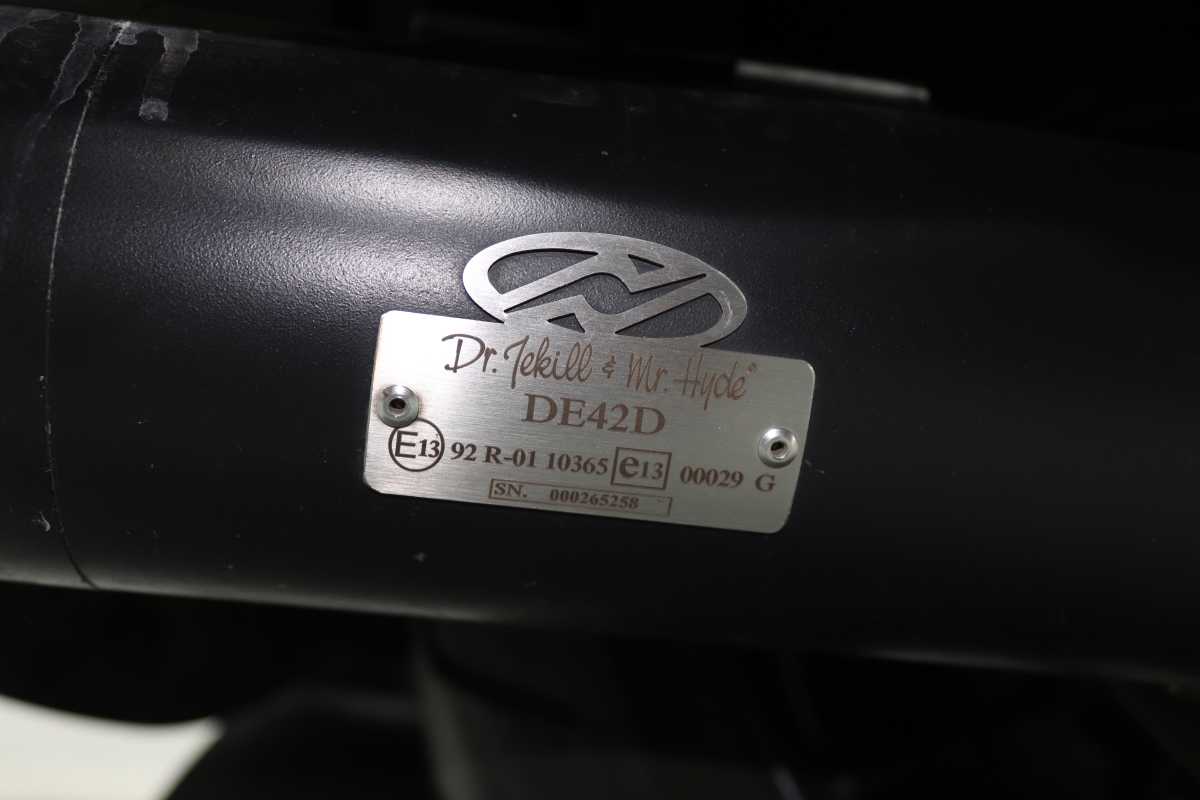 Dr. Jekill & Mr. Hyde®
DE42D
E13 92 R-01 10365 e13 00029 G
SN. 000265258